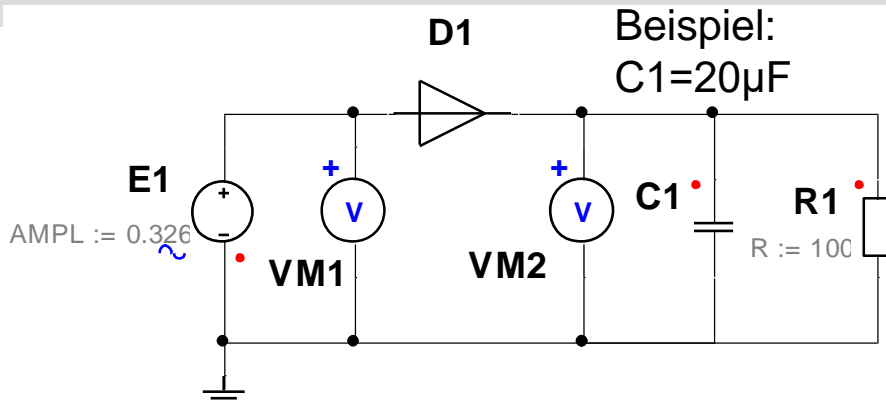 D1
Beispiel:
C1=20µF
+
+
E1
+
C1
R1
AMPL := 0.326
V
V
R := 100
−
VM1
VM2